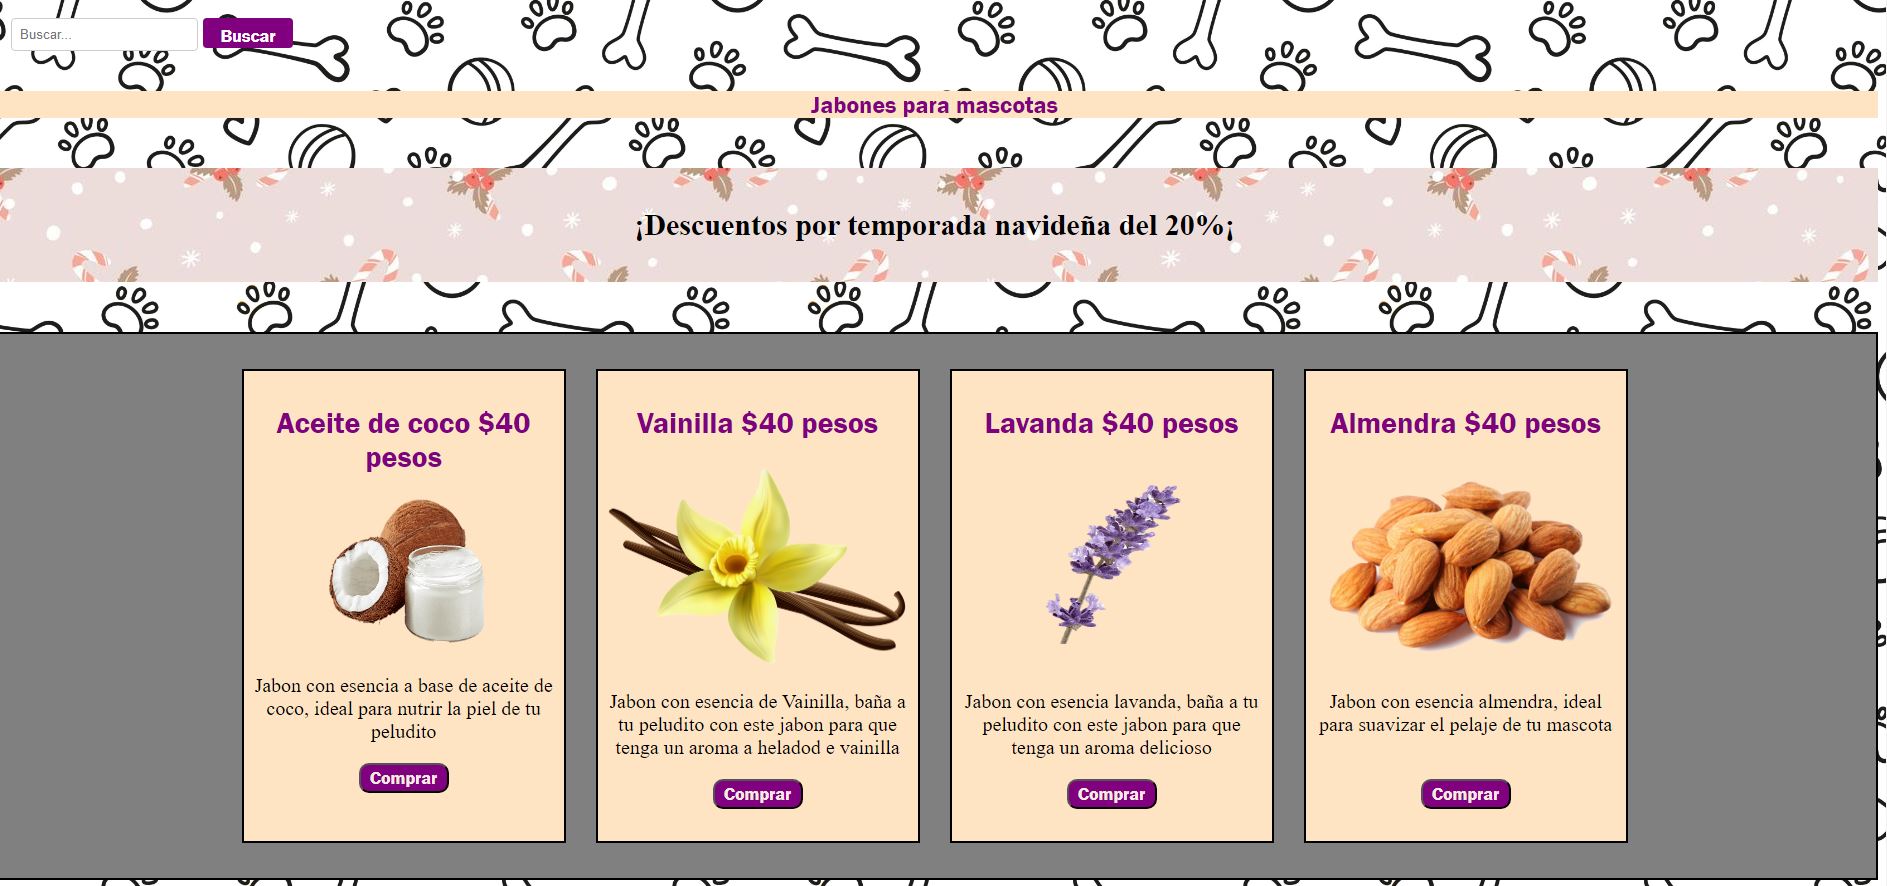 Buscar...
Buscar
Jabones para mascotas
¡Descuentos por temporada navideña del 20%¡
Aceite de coco $40
pesos
Jabon con esencia a base de aceite de
coco, ideal para nutrir la piel de tu
peludito
Comprar
Vainilla $40 pesos
Jabon con esencia de Vainilla, baña a
tu peludito con este jabon para que
tenga un aroma a heladod e vainilla
Comprar
Lavanda $40 pesos
Jabon con esencia lavanda, baña a tu
peludito con este jabon para que
tenga un aroma delicioso
Comprar
Almendra $40 pesos
Jabon con esencia almendra, ideal
para suavizar el pelaje de tu mascota
Comprar